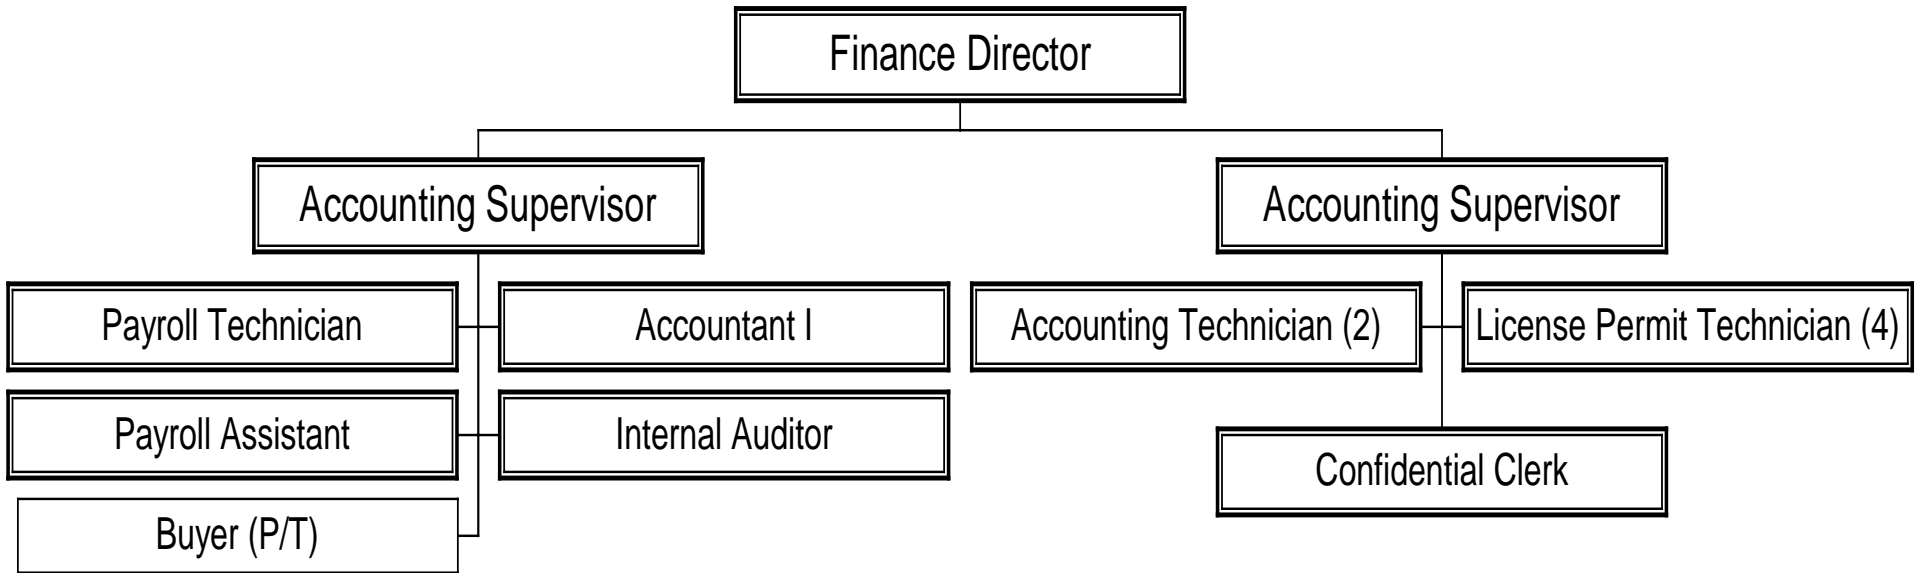 Finance Director
Accounting Supervisor
Accounting Supervisor
Payroll Technician
Accountant I
Accounting Technician (2)
License Permit Technician (4)
Payroll Assistant
Internal Auditor
Confidential Clerk
Buyer (P/T)